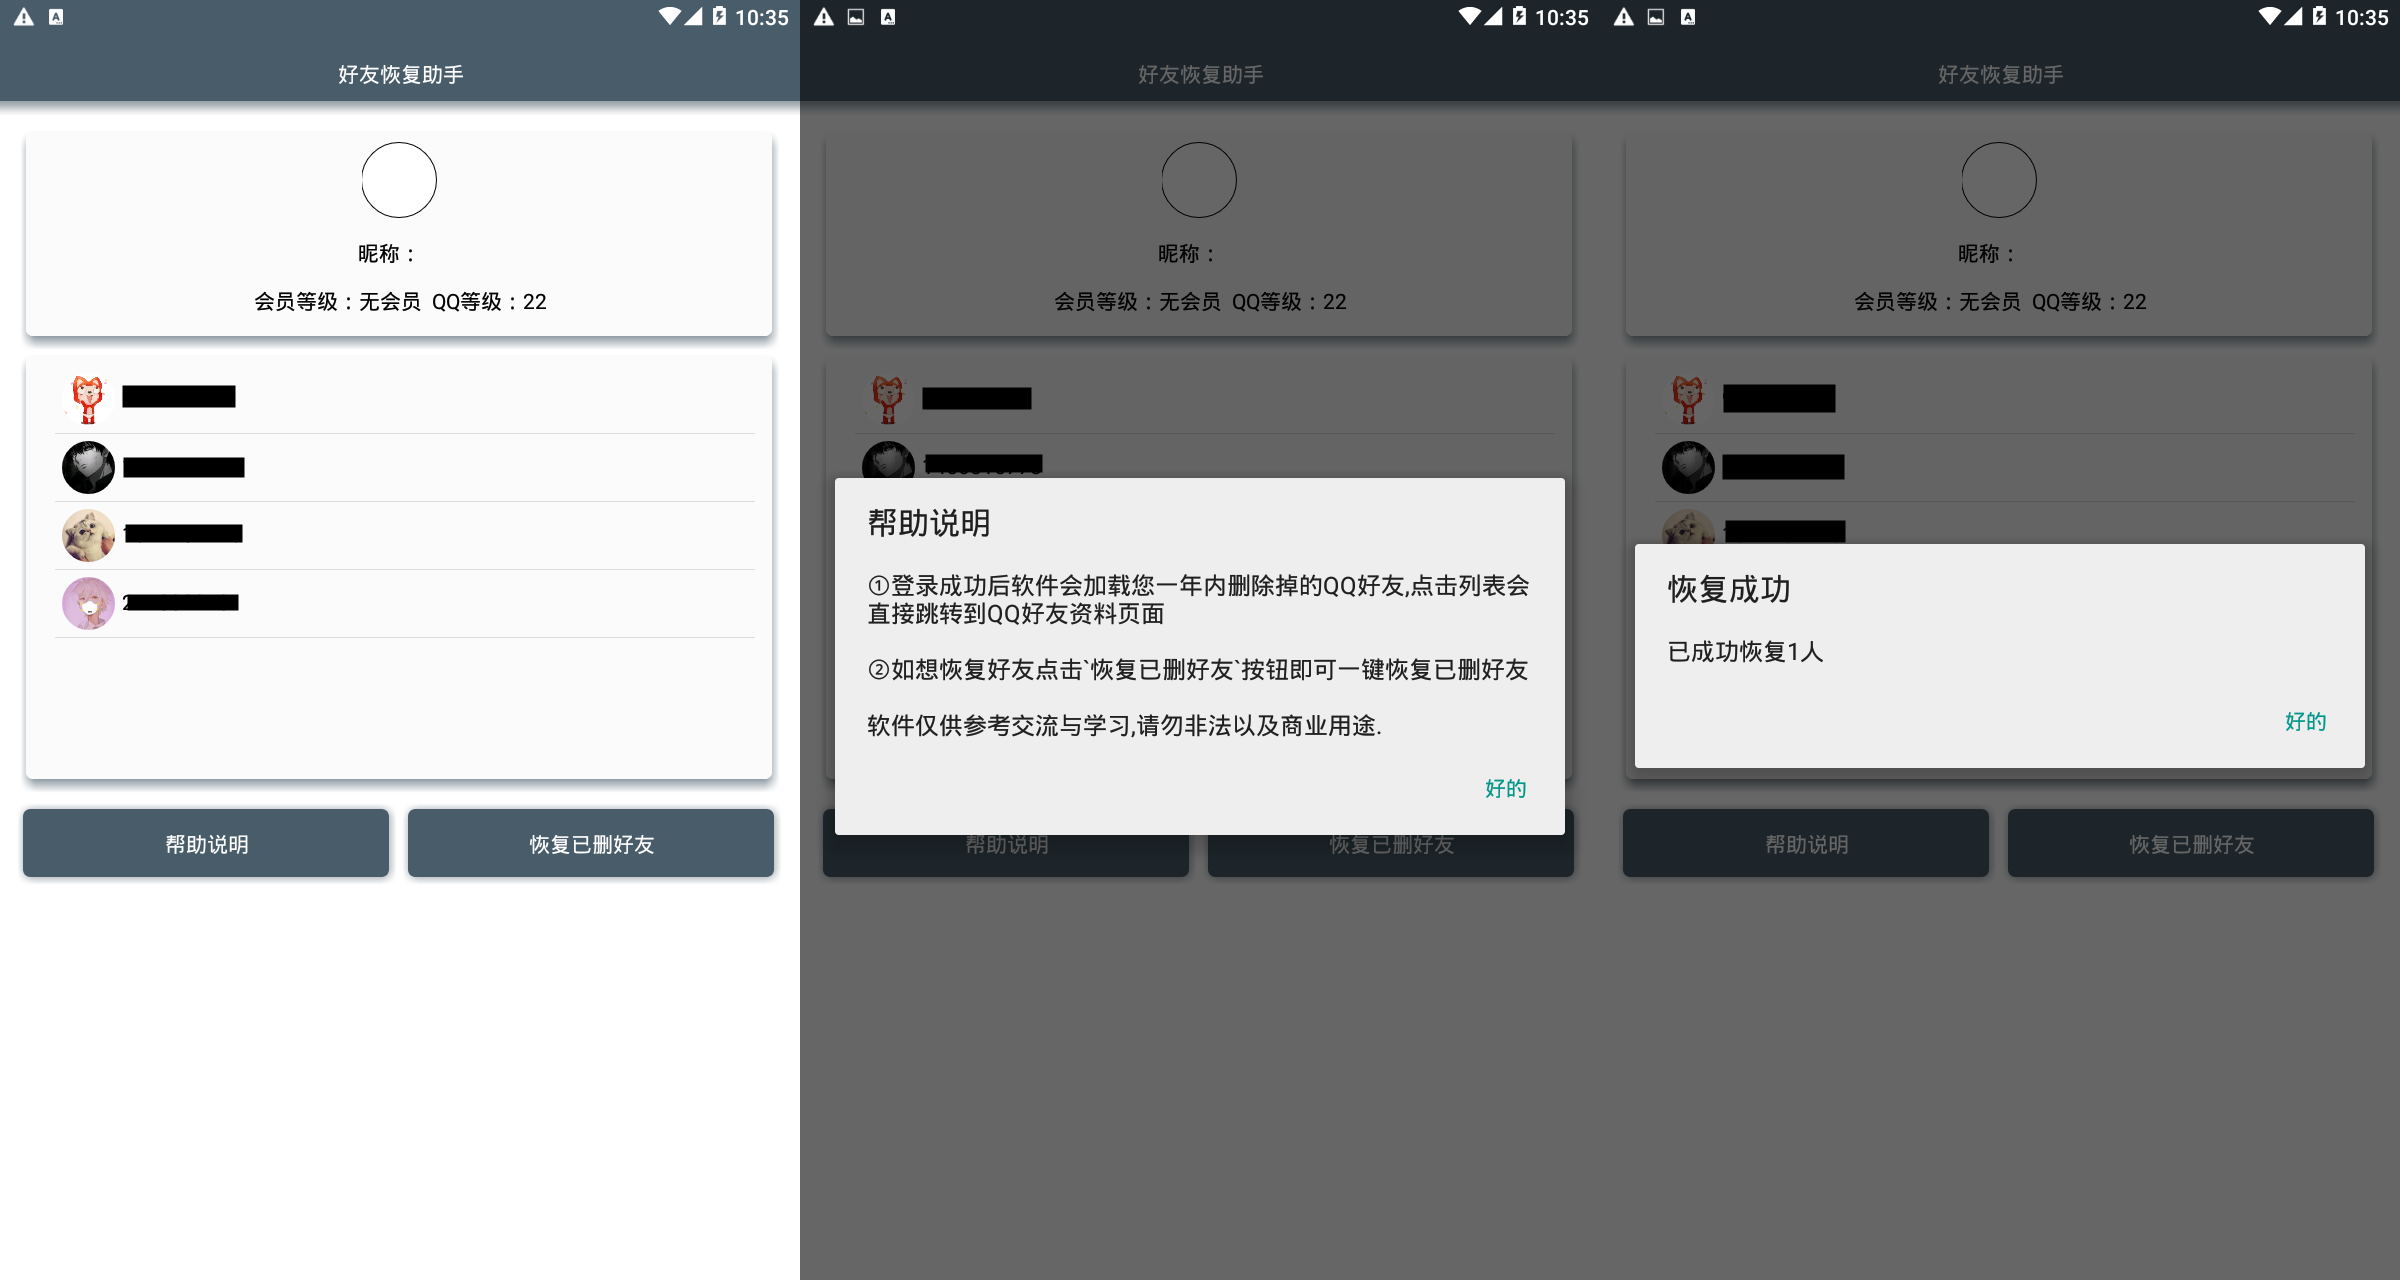 10:35
好友恢复助手
昵称：
会员等级：无会员 QQ等级：22
帮助说明
恢复已删好友
10:35
好友恢复助手
昵称：
会员等级：无会员 QQ等级：22
帮助说明
①登录成功后软件会加载您一年内删除掉的QQ好友,点击列表会
直接跳转到QQ好友资料页面
②如想恢复好友点击`恢复已删好友`按钮即可一键恢复已删好友
软件仅供参考交流与学习,请勿非法以及商业用途.
好的
帮助说明
恢复已删好友
10:35
好友恢复助手
昵称：
会员等级：无会员 QQ等级：22
恢复成功
已成功恢复1人
好的
帮助说明
恢复已删好友